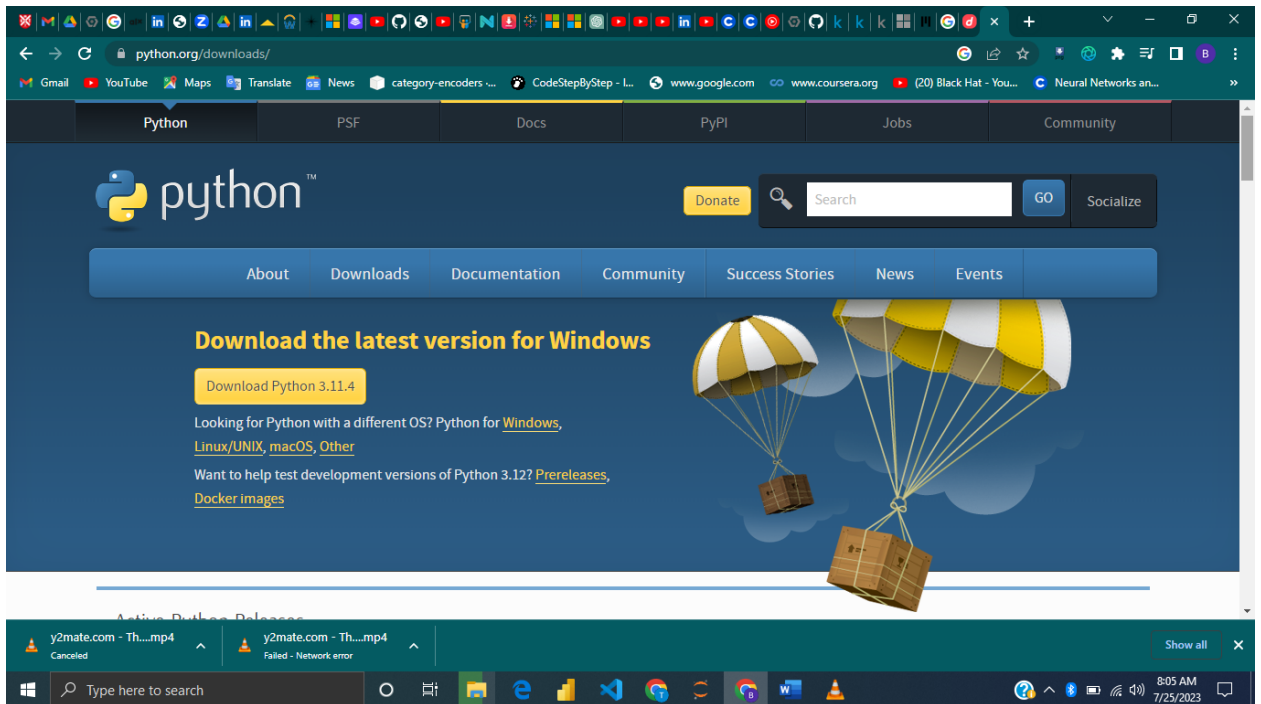 python.org/downloads/
Gmail YouTube Maps Translate News category-encoders -... CodeStepByStep - I... www.google.com www.coursera.org (20) Black Hat - You... Neural Networks an... »
Python PSF Docs PyPI Jobs Community
python™
Donate Search GO Socialize
About Downloads Documentation Community Success Stories News Events
Download the latest version for Windows
Download Python 3.11.4
Looking for Python with a different OS? Python for Windows,
Linux/UNIX, macOS, Other
Want to help test development versions of Python 3.12? Prereleases,
Docker images
Active Python Releases
y2mate.com - Th....mp4 y2mate.com - Th....mp4
Canceled Failed - Network error
Show all
Type here to search
8:05 AM
7/25/2023